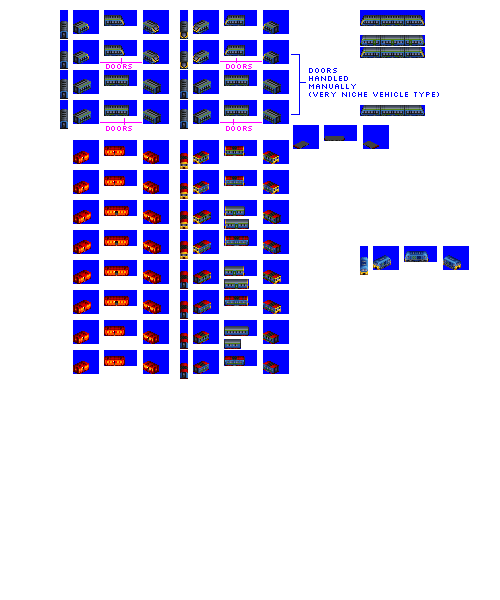 DOORS
DOORS
DOORS
HANDLED
MANUALLY
(VERY NICHE VEHICLE TYPE)
DOORS
DOORS